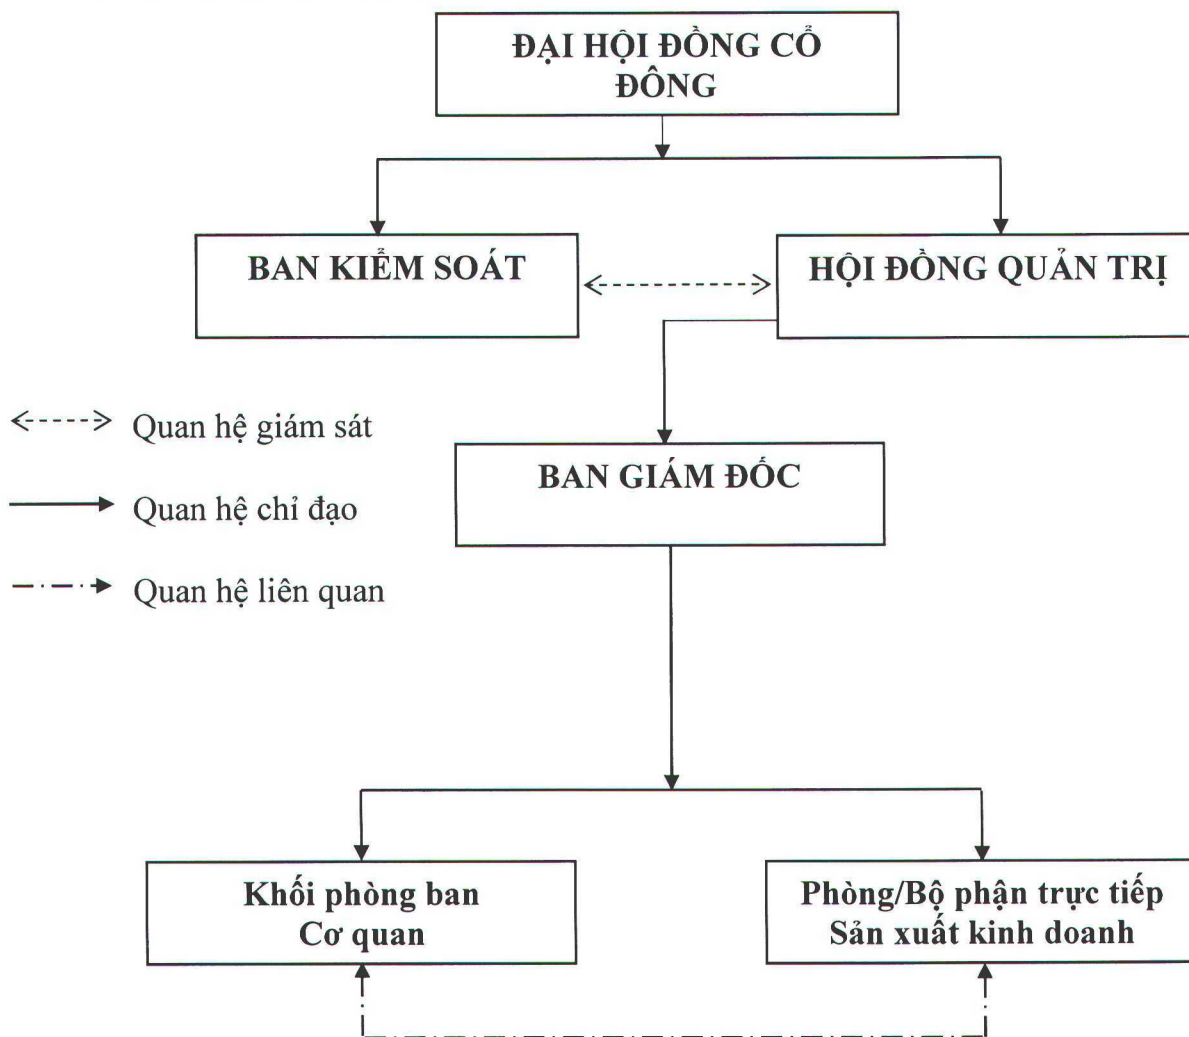 ĐẠI HỘI ĐỒNG CỔ
ĐÔNG
BAN KIỂM SOÁT
HỘI ĐỒNG QUẢN TRỊ
Quan hệ giám sát
BAN GIÁM ĐỐC
Quan hệ chỉ đạo
Quan hệ liên quan
Khối phòng ban
Cơ quan
Phòng/Bộ phận trực tiếp
Sản xuất kinh doanh